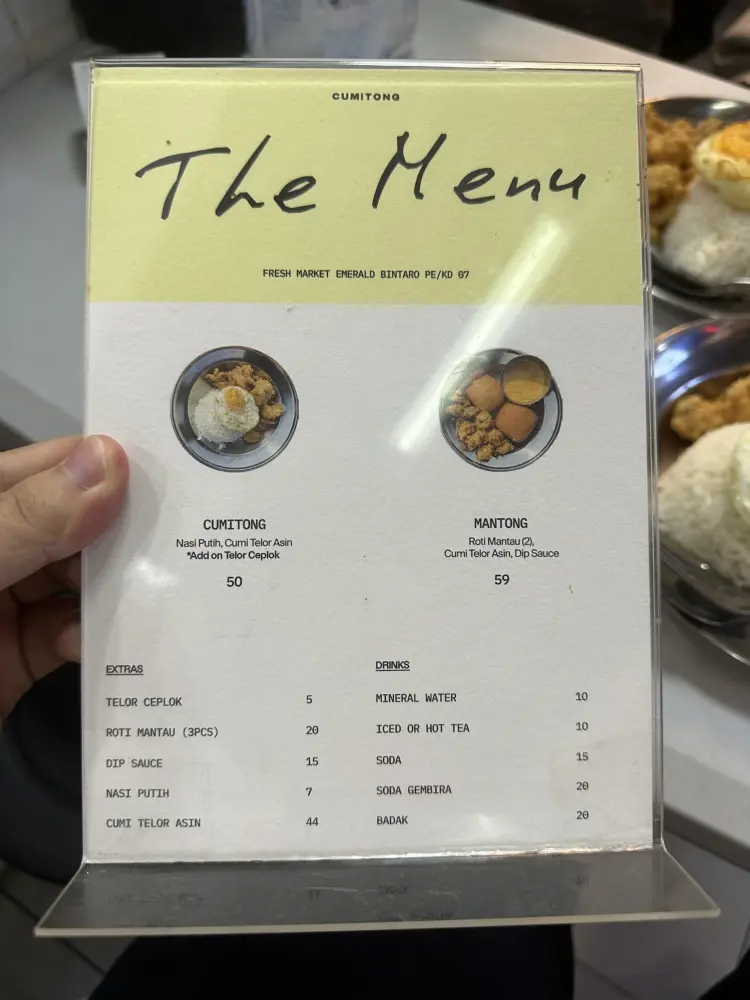 CUMITONG
The Menu
FRESH MARKET EMERALD BINTARO PE/KD 07
CUMITONG
Nasi Putih, Cumi Telor Asin
*Add on Telor Ceplok
50
MANTONG
Roti Mantau (2),
Cumi Telor Asin, Dip Sauce
59
EXTRAS
TELOR CEPLOK 5
ROTI MANTAU (3PCS) 20
DIP SAUCE 15
NASI PUTIH 7
CUMI TELOR ASIN 44
DRINKS
MINERAL WATER 10
ICED OR HOT TEA 10
SODA 15
SODA GEMBIRA 20
BADAK 20